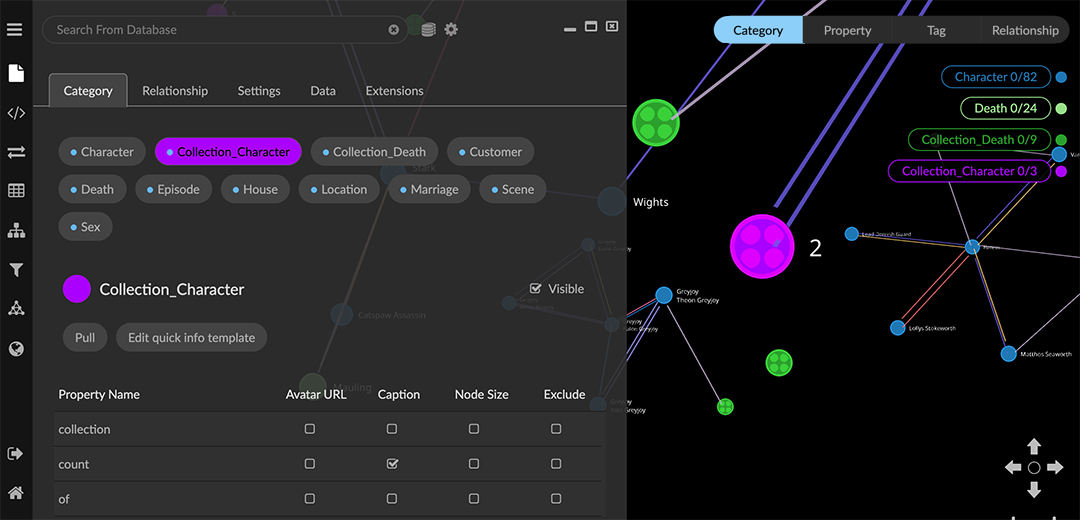 Search From Database
Category Relationship Settings Data Extensions
Character Collection_Character Collection_Death Customer
Death Episode House Location Marriage Scene
Sex
Collection_Character
Visible
Pull Edit quick info template
Property Name Avatar URL Caption Node Size Exclude
collection
count
of
Stark
Catspaw Assassin
Mauling
Category Property Tag Relationship
Character 0/82
Death 0/24
Collection_Death 0/9
Collection_Character 0/3
Wights
2
Greyjoy
Theon Greyjoy
Greyjoy
Lollys Stokeworth
Matthos Seaworth